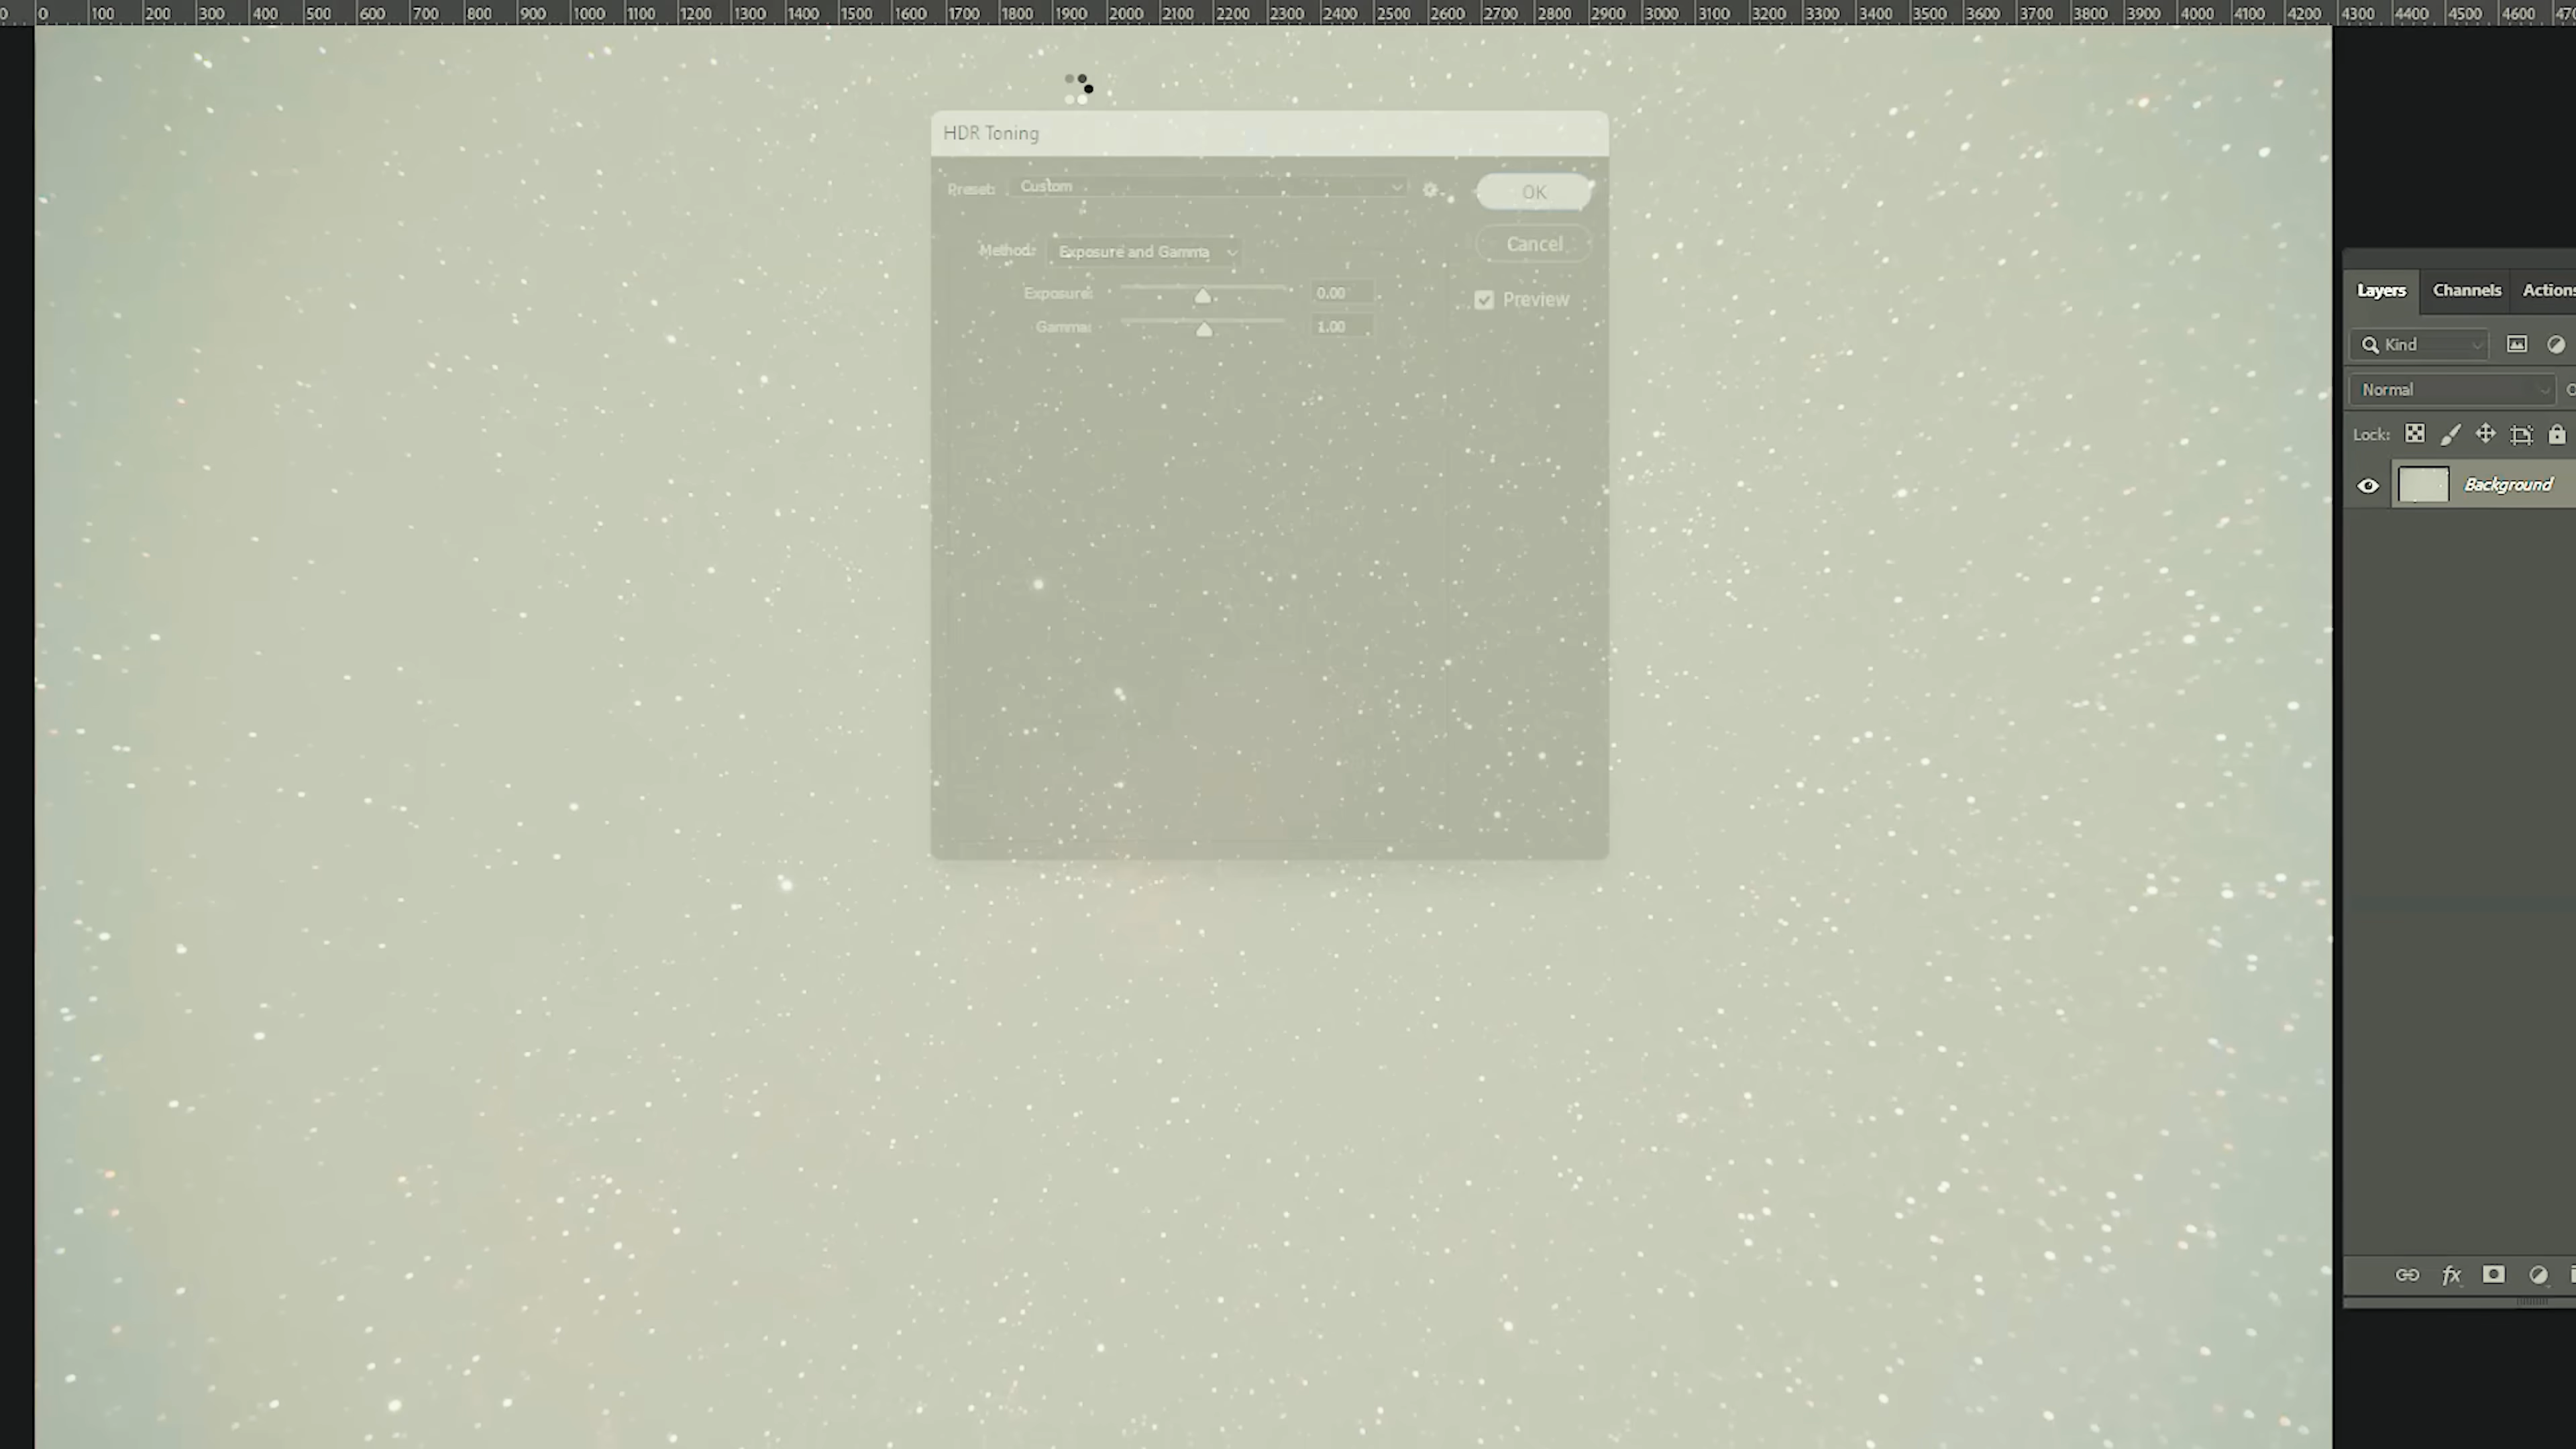 0 0 100 200 300 400 500 600 700 800 900 1000 1100 1200 1300 1400 1500 1600 1700 1800 1900 2000 2100 2200 2300 2400 2500 2600 2700 2800 2900 3000 3100 3200 3300 3400 3500 3600 3700 3800 3900 4000 4100 4200 4300 4400 4500 4600 470
HDR Toning
Preset: Custom
OK
Method: Exposure and Gamma
Cancel
Exposure: 0.00
Preview
Gamma: 1.00
Layers Channels Actions
Kind
Normal
Lock:
Background
fx